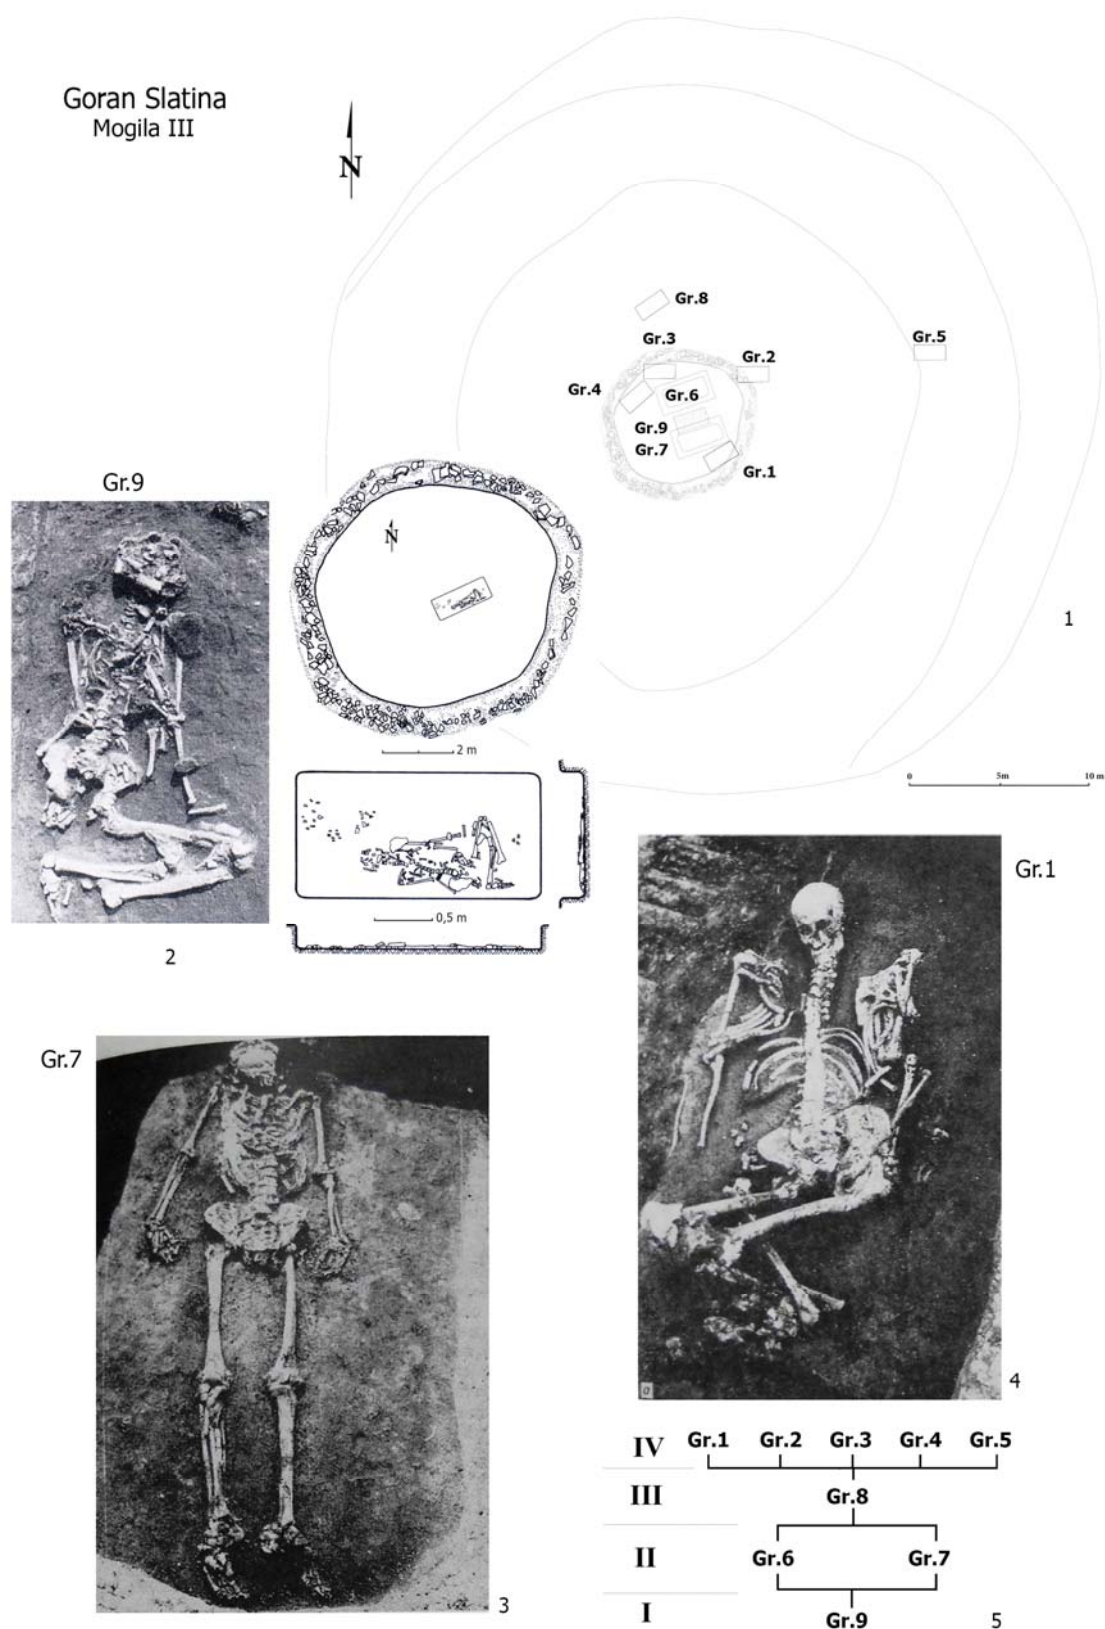 Goran Slatina
Mogila III
N
Gr.8
Gr.3
Gr.2
Gr.5
Gr.4
Gr.6
Gr.9
Gr.7
Gr.1
1
0 5m 10 m
Gr.9
2
N
2 m
0,5 m
Gr.7
3
Gr.1
a
4
IV Gr.1 Gr.2 Gr.3 Gr.4 Gr.5
III Gr.8
II Gr.6 Gr.7
I Gr.9
5